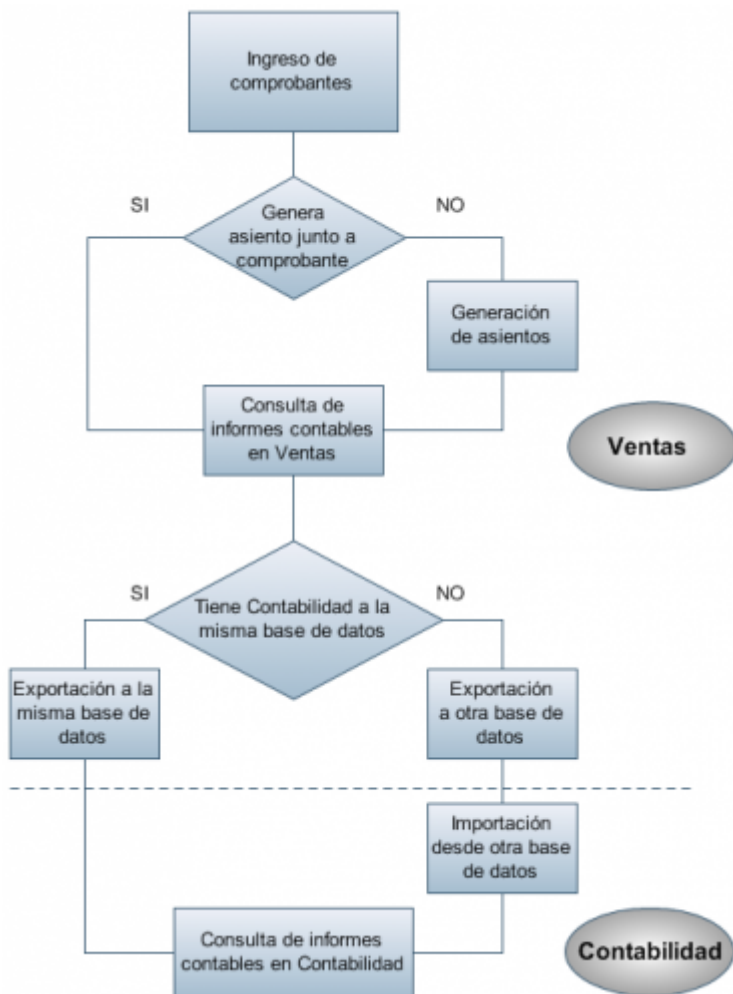 Ingreso de
comprobantes
SI
NO
Genera
asiento junto a
comprobante
Generación
de asientos
Consulta de
informes contables
en Ventas
Ventas
SI
NO
Tiene Contabilidad a la
misma base de datos
Exportación a la
misma base de
datos
Exportación
a otra base de
datos
Importación
desde otra base
de datos
Consulta de informes
contables en Contabilidad
Contabilidad